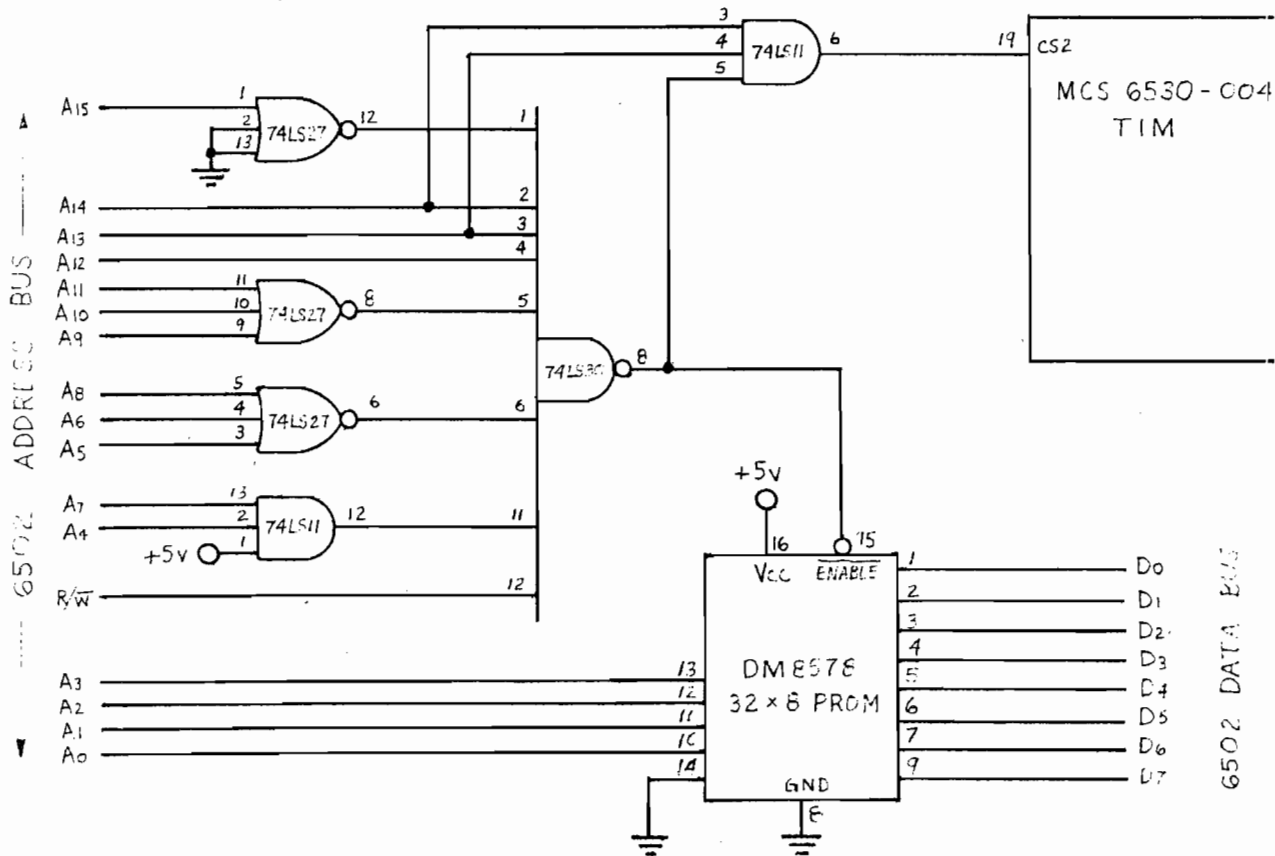 3
4
5
74LS11
6
19
CS2
MCS 6530-004
TIM
A15
1
2
13
74LS27
12
1
A14
2
A13
3
A12
4
A11
11
A10
10
A9
9
74LS27
8
5
A8
5
A6
4
A5
3
74LS27
6
6
74LS30
8
A7
13
A4
2
+5v
1
74LS11
12
11
R/W̅
12
6502 ADDRESS BUS
+5v
16
15
Vcc
ENABLE
DM8578
32×8 PROM
GND
8
A3
13
A2
12
A1
11
A0
10
14
1
D0
2
D1
3
D2
4
D3
5
D4
6
D5
7
D6
9
D7
6502 DATA BUS